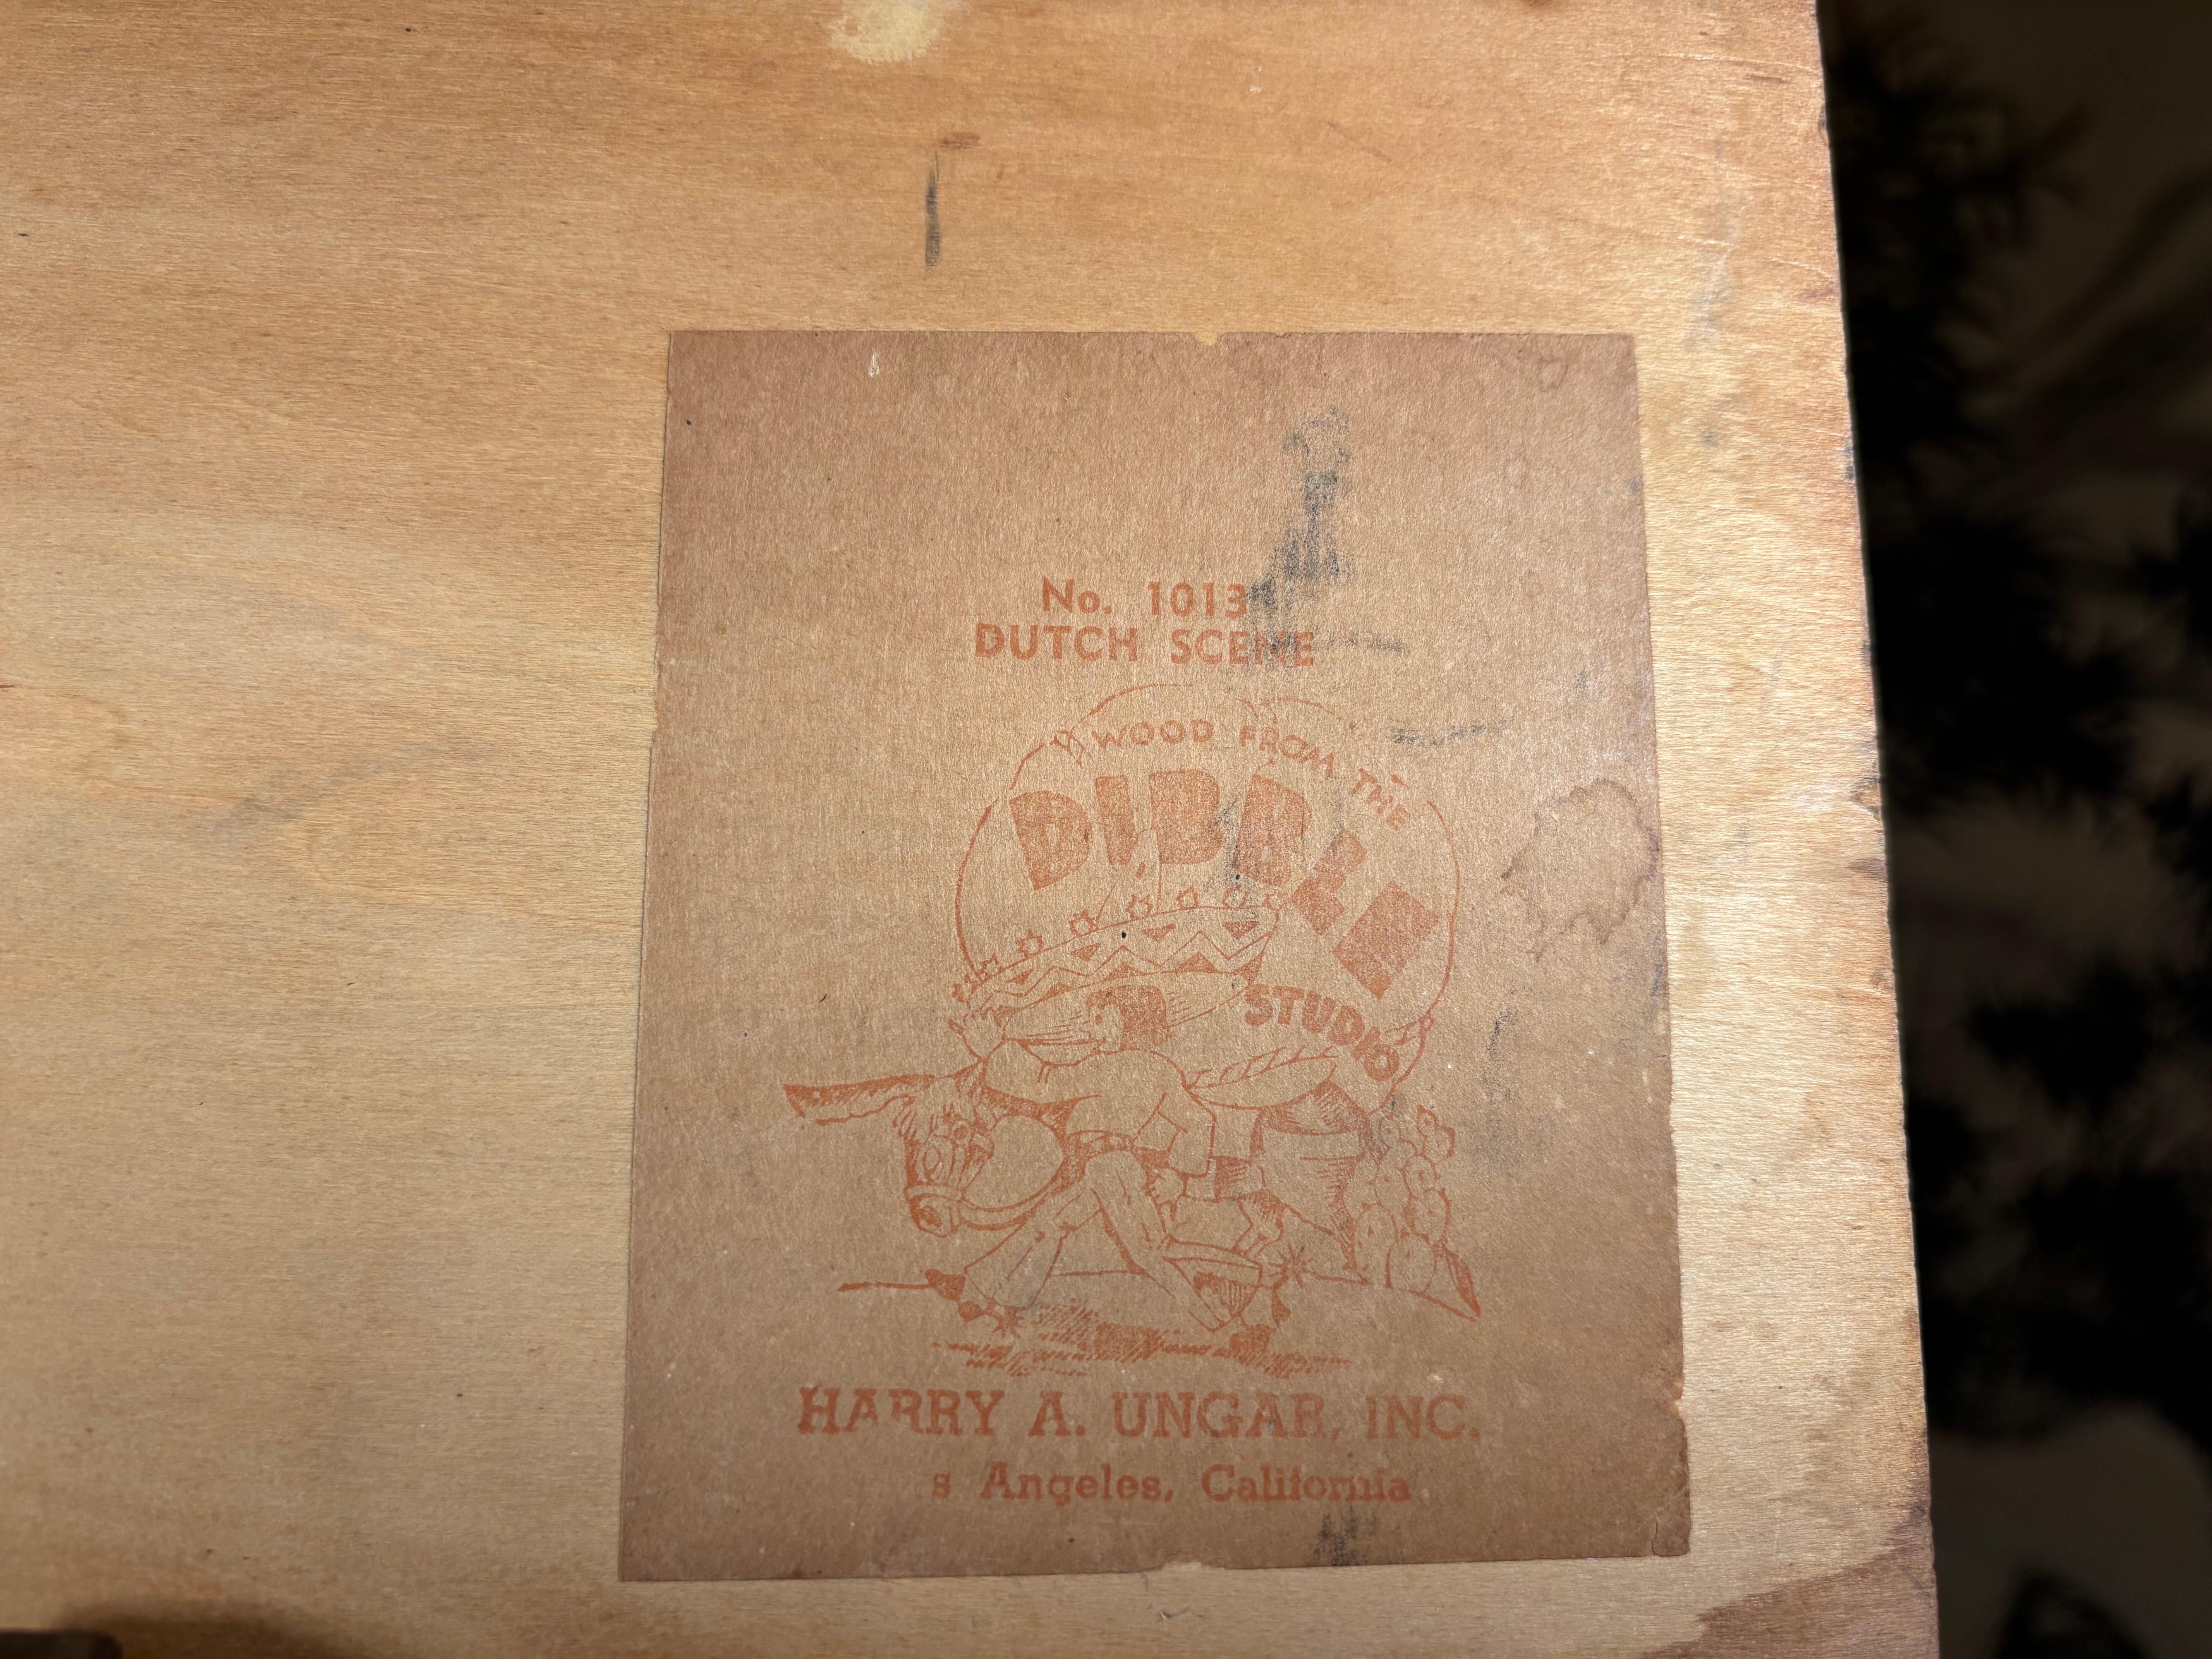 No. 1013
DUTCH SCENE
WOOD FROM THE
DIBBLE
STUDIO
HARRY A. UNGAR, INC.
s Angeles, California